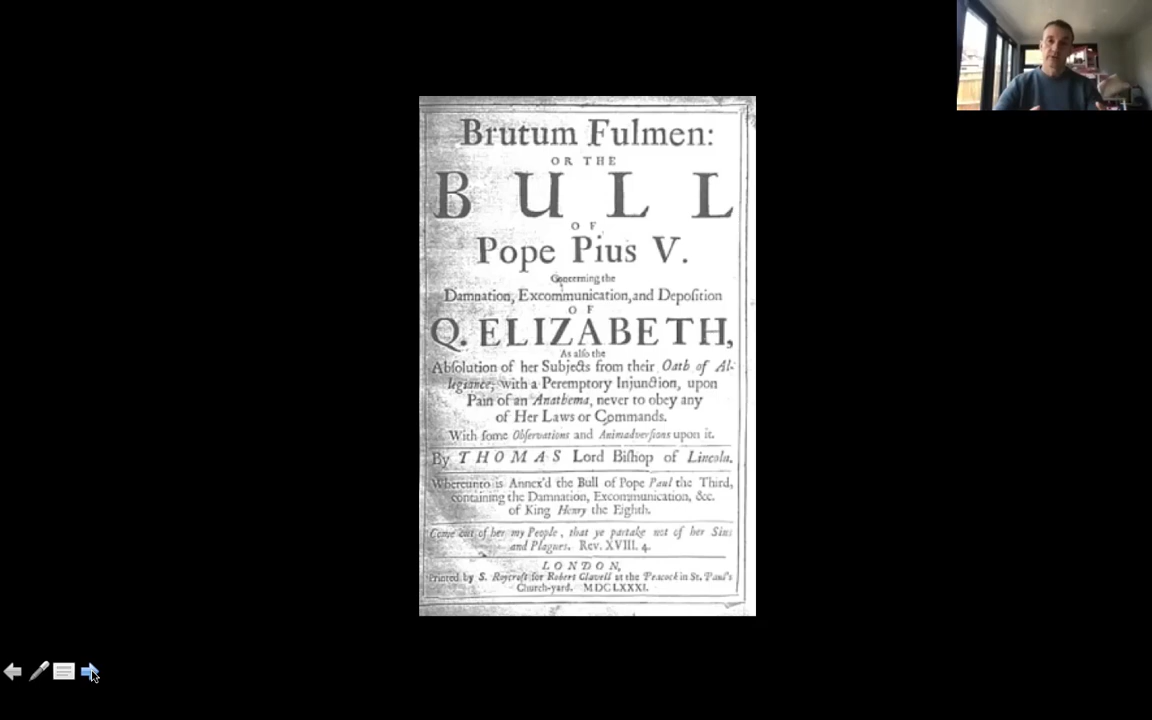 Brutum Fulmen:
OR THE
BULL
OF
Pope Pius V.
Concerning the
Damnation, Excommunication, and Deposition
OF
Q. ELIZABETH,
As also the
Absolution of her Subjects from their Oath of Al-
legiance, with a Peremptory Injunction, upon
Pain of an Anathema, never to obey any
of Her Laws or Commands.
With some Observations and Animadversions upon it.
By THOMAS Lord Bishop of Lincoln.
Whereunto is Annex'd the Bull of Pope Paul the Third,
containing the Damnation, Excommunication, &c.
of King Henry the Eighth.
Come out of her my People, that ye partake not of her Sins
and Plagues. Rev. XVIII. 4.
LONDON,
Printed by S. Roycroft for Robert Clavell at the Peacock in St. Paul's
Church-yard. MDCLXXXI.